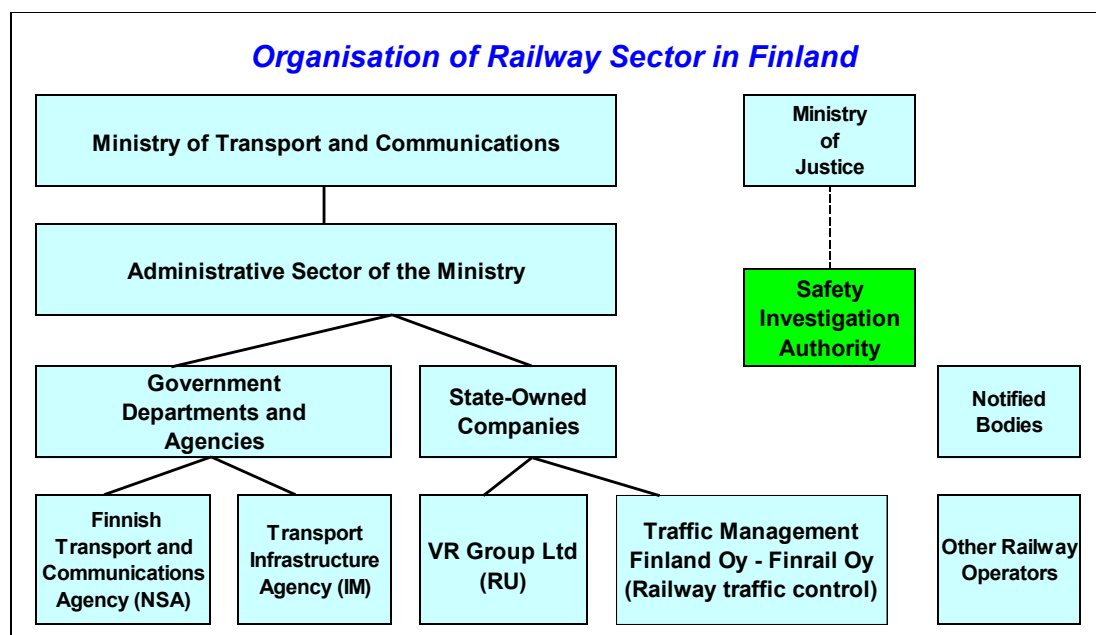 Organisation of Railway Sector in Finland
Ministry of Transport and Communications
Ministry
of
Justice
Administrative Sector of the Ministry
Safety
Investigation
Authority
Government
Departments and
Agencies
State-Owned
Companies
Notified
Bodies
Finnish
Transport and
Communications
Agency (NSA)
Transport
Infrastructure
Agency (IM)
VR Group Ltd
(RU)
Traffic Management
Finland Oy - Finrail Oy
(Railway traffic control)
Other Railway
Operators